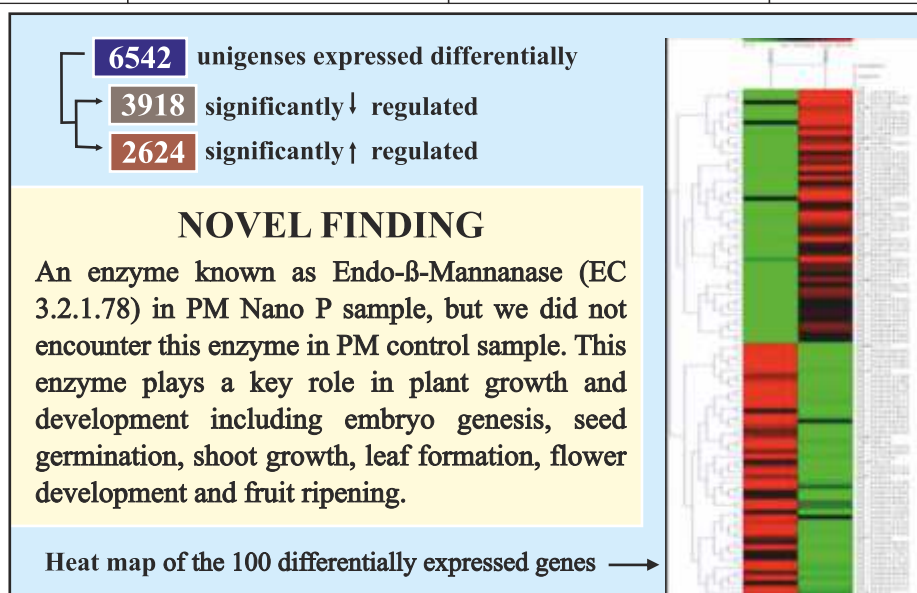 6542 unigenses expressed differentially
3918 significantly ↓ regulated
2624 significantly ↑ regulated
NOVEL FINDING
An enzyme known as Endo-ß-Mannanase (EC
3.2.1.78) in PM Nano P sample, but we did not
encounter this enzyme in PM control sample. This
enzyme plays a key role in plant growth and
development including embryo genesis, seed
germination, shoot growth, leaf formation, flower
development and fruit ripening.
Heat map of the 100 differentially expressed genes